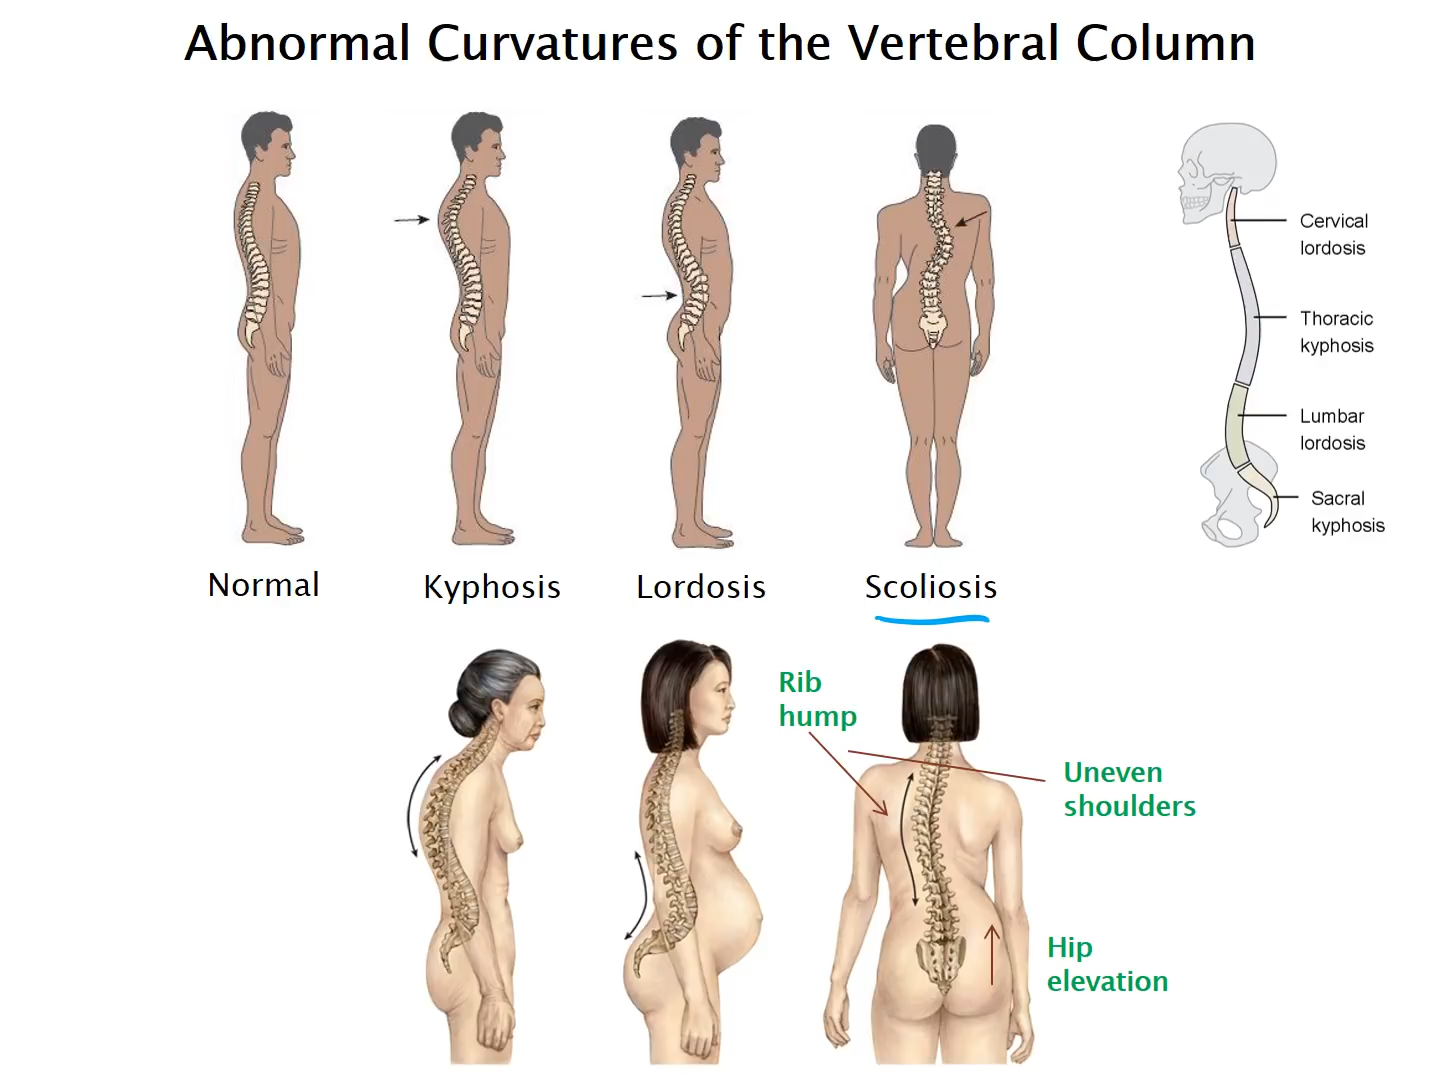 Abnormal Curvatures of the Vertebral Column
Cervical
lordosis
Thoracic
kyphosis
Lumbar
lordosis
Sacral
kyphosis
Normal
Kyphosis
Lordosis
Scoliosis
Rib
hump
Uneven
shoulders
Hip
elevation